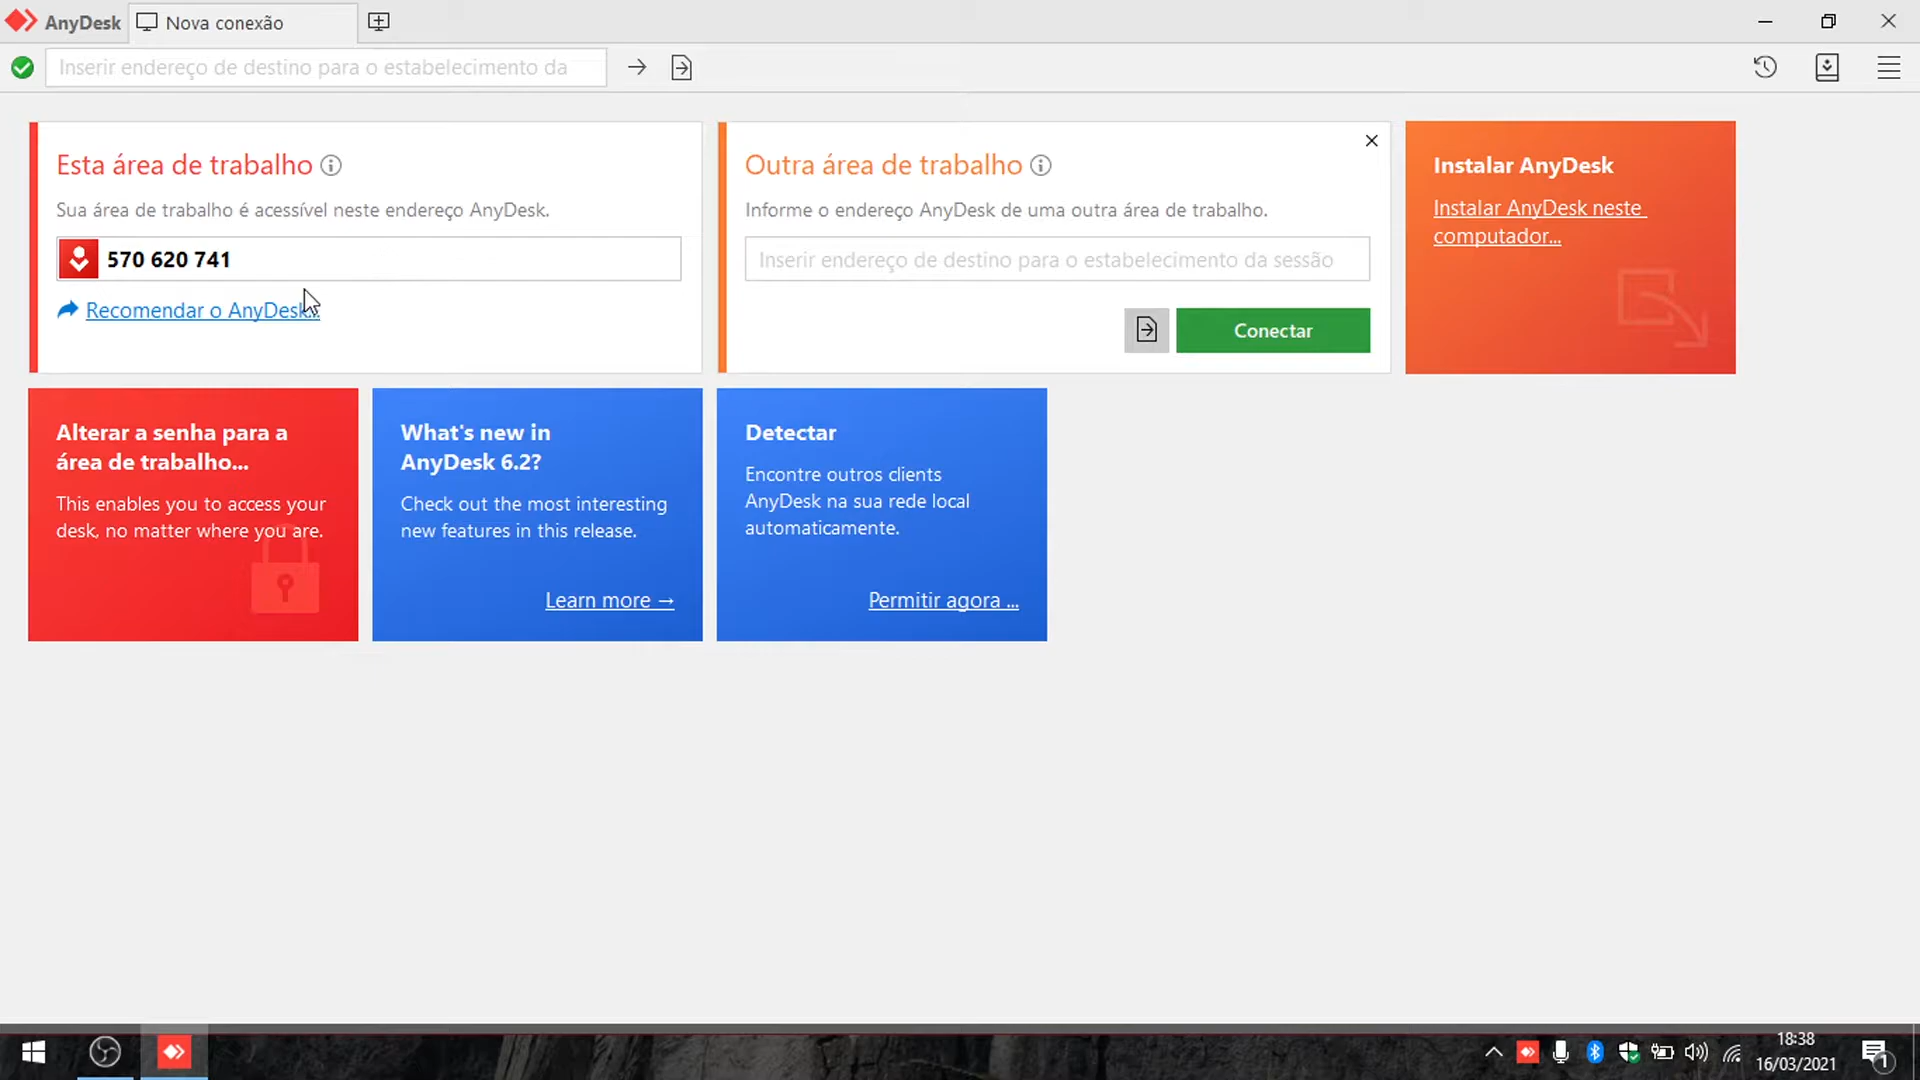 AnyDesk
Nova conexão
Inserir endereço de destino para o estabelecimento da
Esta área de trabalho
Sua área de trabalho é acessível neste endereço AnyDesk.
570 620 741
Recomendar o AnyDesk...
Outra área de trabalho
Informe o endereço AnyDesk de uma outra área de trabalho.
Inserir endereço de destino para o estabelecimento da sessão
Conectar
Instalar AnyDesk
Instalar AnyDesk neste
computador...
Alterar a senha para a
área de trabalho...
This enables you to access your
desk, no matter where you are.
What's new in
AnyDesk 6.2?
Check out the most interesting
new features in this release.
Learn more →
Detectar
Encontre outros clients
AnyDesk na sua rede local
automaticamente.
Permitir agora ...
18:38
16/03/2021
1